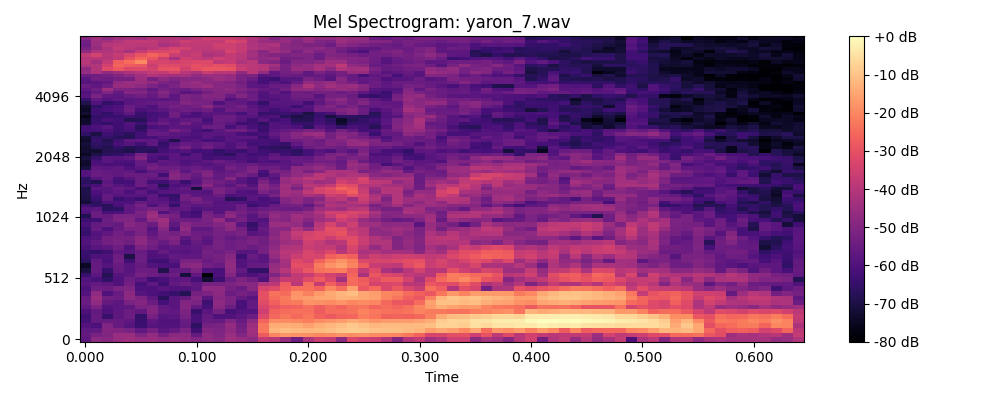 Mel Spectrogram: yaron_7.wav
+0 dB
-10 dB
-20 dB
-30 dB
-40 dB
-50 dB
-60 dB
-70 dB
-80 dB
Hz
4096
2048
1024
512
0
0.000 0.100 0.200 0.300 0.400 0.500 0.600
Time